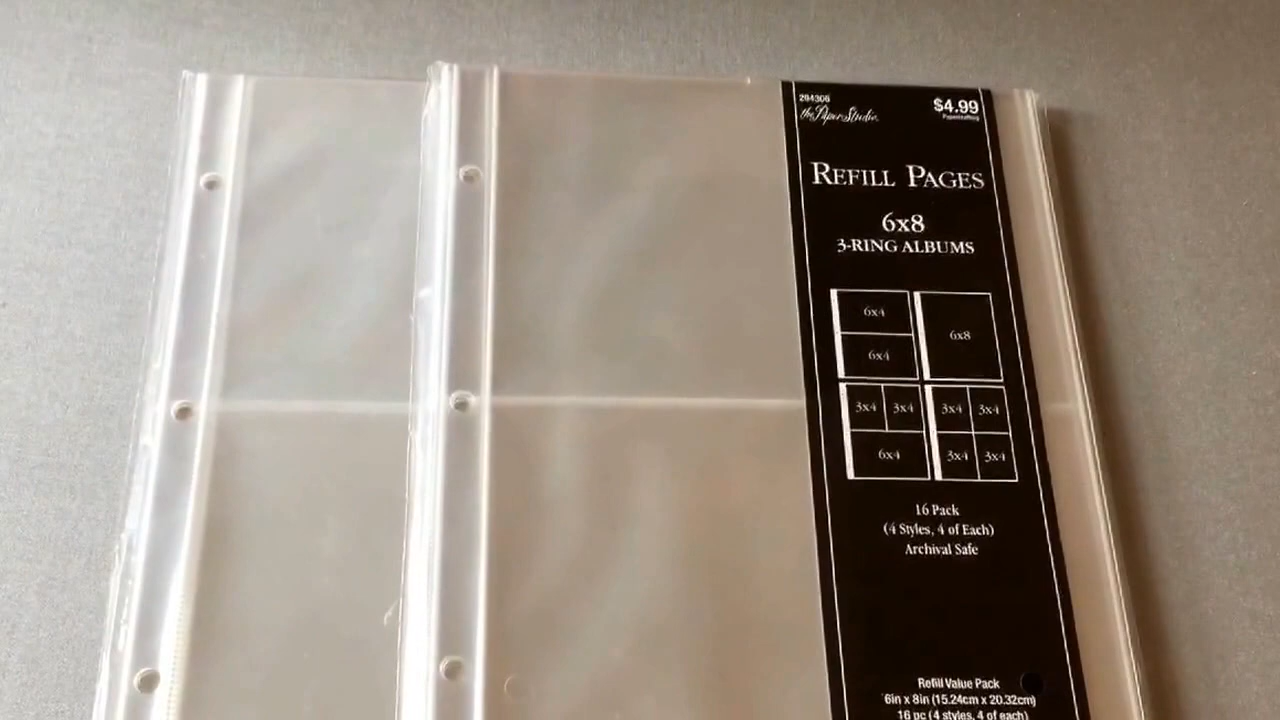 294306
the Paper Studio
$4.99
Papercrafting
REFILL PAGES
6x8
3-RING ALBUMS
6x4
6x8
6x4
3x4 3x4 3x4 3x4
6x4 3x4 3x4
16 Pack
(4 Styles, 4 of Each)
Archival Safe
Refill Value Pack
6in x 8in (15.24cm x 20.32cm)
16 pc (4 styles, 4 of each)